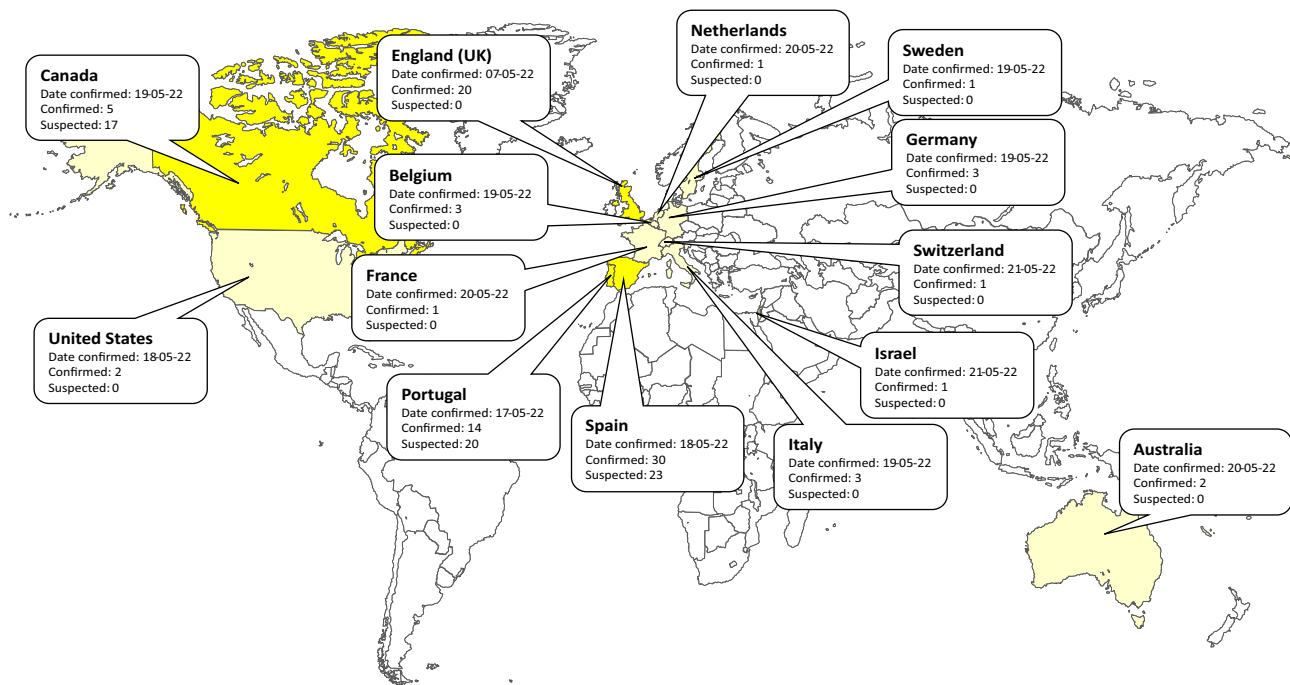 Canada
Date confirmed: 19-05-22
Confirmed: 5
Suspected: 17
England (UK)
Date confirmed: 07-05-22
Confirmed: 20
Suspected: 0
Netherlands
Date confirmed: 20-05-22
Confirmed: 1
Suspected: 0
Sweden
Date confirmed: 19-05-22
Confirmed: 1
Suspected: 0
Belgium
Date confirmed: 19-05-22
Confirmed: 3
Suspected: 0
Germany
Date confirmed: 19-05-22
Confirmed: 3
Suspected: 0
France
Date confirmed: 20-05-22
Confirmed: 1
Suspected: 0
Switzerland
Date confirmed: 21-05-22
Confirmed: 1
Suspected: 0
United States
Date confirmed: 18-05-22
Confirmed: 2
Suspected: 0
Israel
Date confirmed: 21-05-22
Confirmed: 1
Suspected: 0
Portugal
Date confirmed: 17-05-22
Confirmed: 14
Suspected: 20
Spain
Date confirmed: 18-05-22
Confirmed: 30
Suspected: 23
Italy
Date confirmed: 19-05-22
Confirmed: 3
Suspected: 0
Australia
Date confirmed: 20-05-22
Confirmed: 2
Suspected: 0